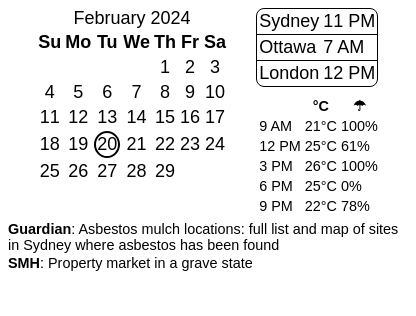 February 2024
Su Mo Tu We Th Fr Sa
1 2 3
4 5 6 7 8 9 10
11 12 13 14 15 16 17
18 19 20 21 22 23 24
25 26 27 28 29
Sydney 11 PM
Ottawa 7 AM
London 12 PM
°C ☂
9 AM 21°C 100%
12 PM 25°C 61%
3 PM 26°C 100%
6 PM 25°C 0%
9 PM 22°C 78%
Guardian: Asbestos mulch locations: full list and map of sites
in Sydney where asbestos has been found
SMH: Property market in a grave state